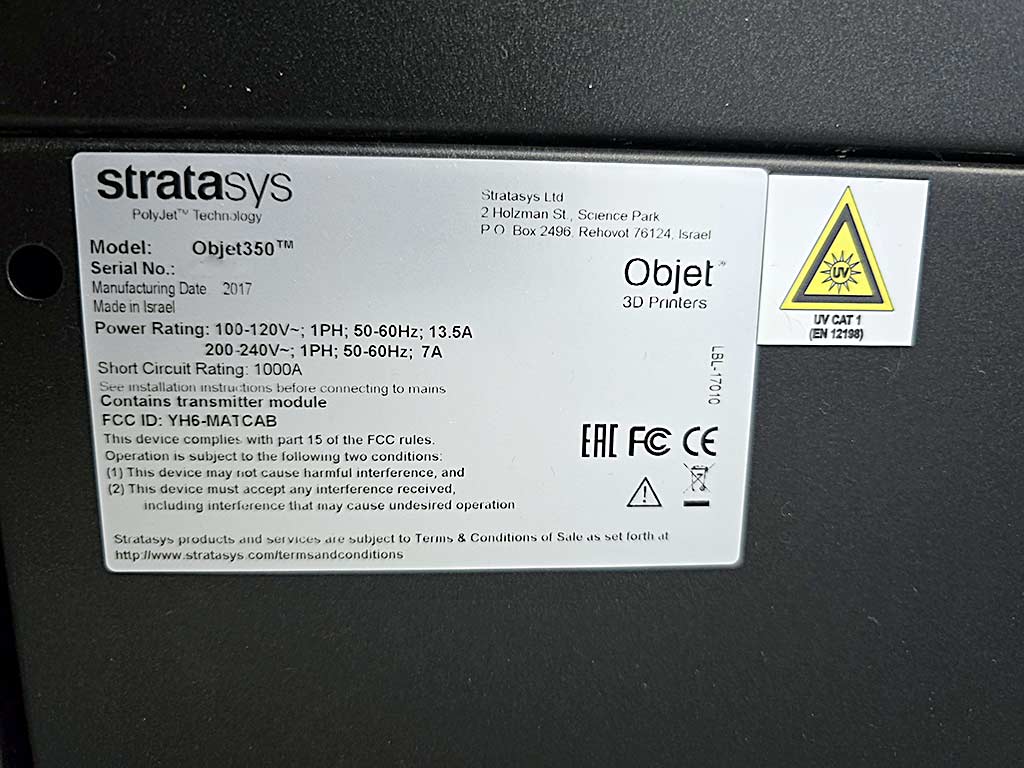 stratasys
PolyJet™ Technology
Stratasys Ltd
2 Holzman St., Science Park
P.O. Box 2496, Rehovot 76124, Israel
Model: Objet350™
Serial No.:
Manufacturing Date 2017
Made in Israel
Objet™
3D Printers
Power Rating: 100-120V~; 1PH; 50-60Hz; 13.5A
200-240V~; 1PH; 50-60Hz; 7A
Short Circuit Rating: 1000A
See installation instructions before connecting to mains
Contains transmitter module
FCC ID: YH6-MATCAB
This device complies with part 15 of the FCC rules.
Operation is subject to the following two conditions:
(1) This device may not cause harmful interference, and
(2) This device must accept any interference received,
including interference that may cause undesired operation
Stratasys products and services are subject to Terms & Conditions of Sale as set forth at
http://www.stratasys.com/termsandconditions
LBL-17010
EAC FC CE
UV
UV CAT 1
(EN 12198)